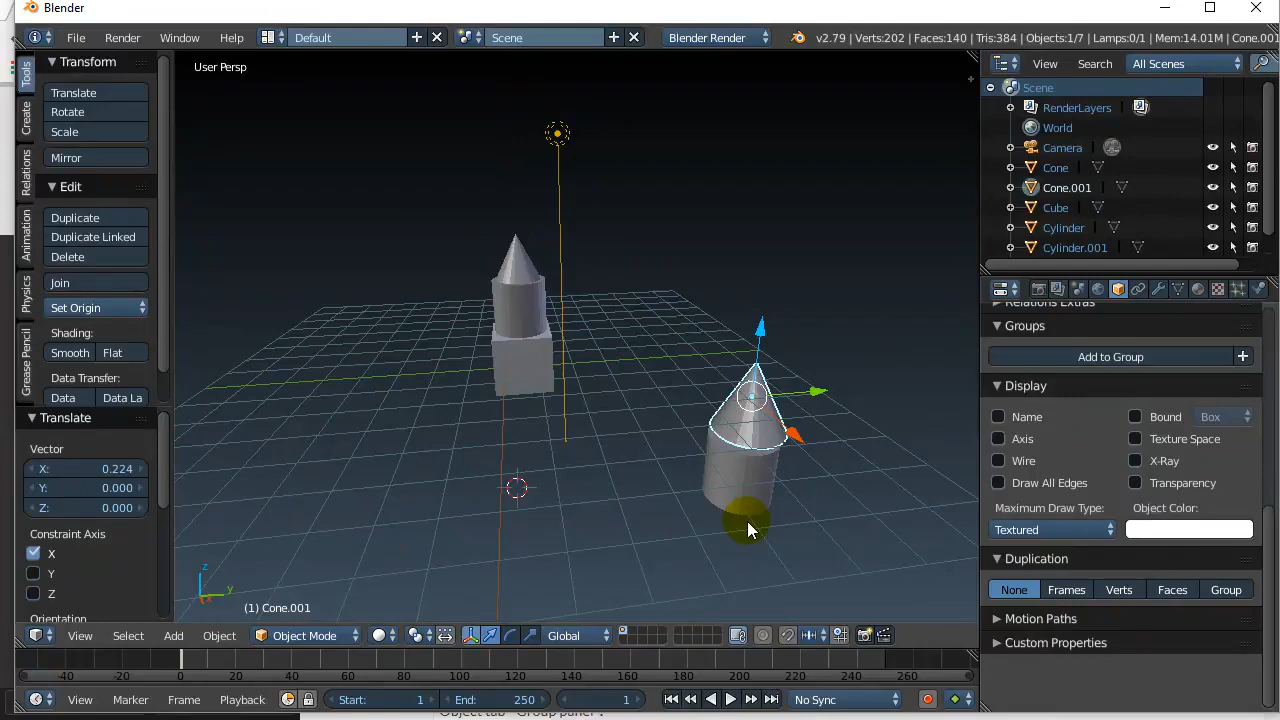 Blender
File Render Window Help Default Scene Blender Render v2.79 | Verts:202 | Faces:140 | Tris:384 | Objects:1/7 | Lamps:0/1 | Mem:14.01M | Cone.001
Tools
Create
Relations
Animation
Physics
Grease Pencil
Transform
Translate
Rotate
Scale
Mirror
Edit
Duplicate
Duplicate Linked
Delete
Join
Set Origin
Shading:
Smooth Flat
Data Transfer:
Data Data La
Translate
Vector
X: 0.224
Y: 0.000
Z: 0.000
Constraint Axis
X
Y
Z
Orientation
User Persp
z
y
(1) Cone.001
View Select Add Object Object Mode Global
-40 -20 0 20 40 60 80 100 120 140 160 180 200 220 240 260
View Marker Frame Playback Start: 1 End: 250 1 No Sync
View Search All Scenes
Scene
RenderLayers
World
Camera
Cone
Cone.001
Cube
Cylinder
Cylinder.001
Relations Extras
Groups
Add to Group
Display
Name Bound Box
Axis Texture Space
Wire X-Ray
Draw All Edges Transparency
Maximum Draw Type: Object Color:
Textured
Duplication
None Frames Verts Faces Group
Motion Paths
Custom Properties
Object tab "Group panel".